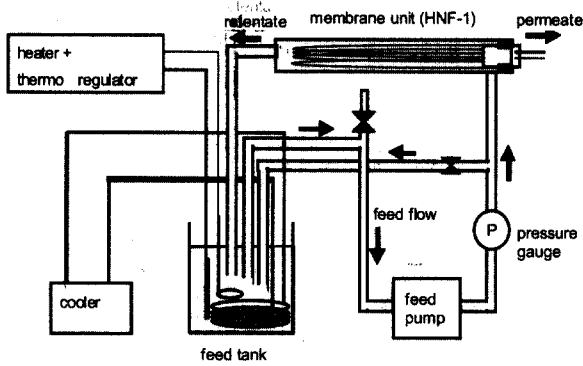 retentate
membrane unit (HNF-1)
permeate
heater +
thermo regulator
feed flow
P
pressure
gauge
cooler
feed
pump
feed tank